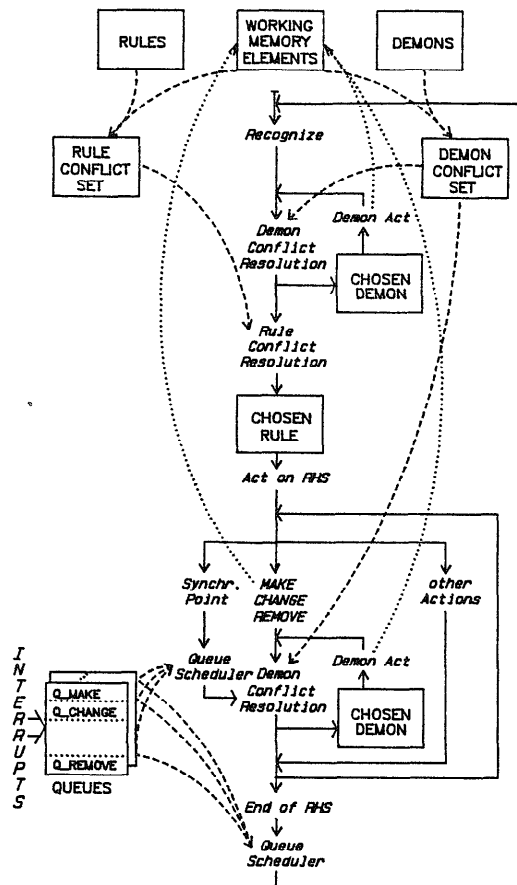 RULES
WORKING
MEMORY
ELEMENTS
DEMONS
Recognize
RULE
CONFLICT
SET
DEMON
CONFLICT
SET
Demon
Conflict
Resolution
Demon Act
CHOSEN
DEMON
Rule
Conflict
Resolution
CHOSEN
RULE
Act on RHS
Synchr.
Point
MAKE
CHANGE
REMOVE
other
Actions
Queue
Scheduler
Demon
Conflict
Resolution
Demon Act
CHOSEN
DEMON
INTERRUPTS
Q_MAKE
Q_CHANGE
Q_REMOVE
QUEUES
End of RHS
Queue
Scheduler